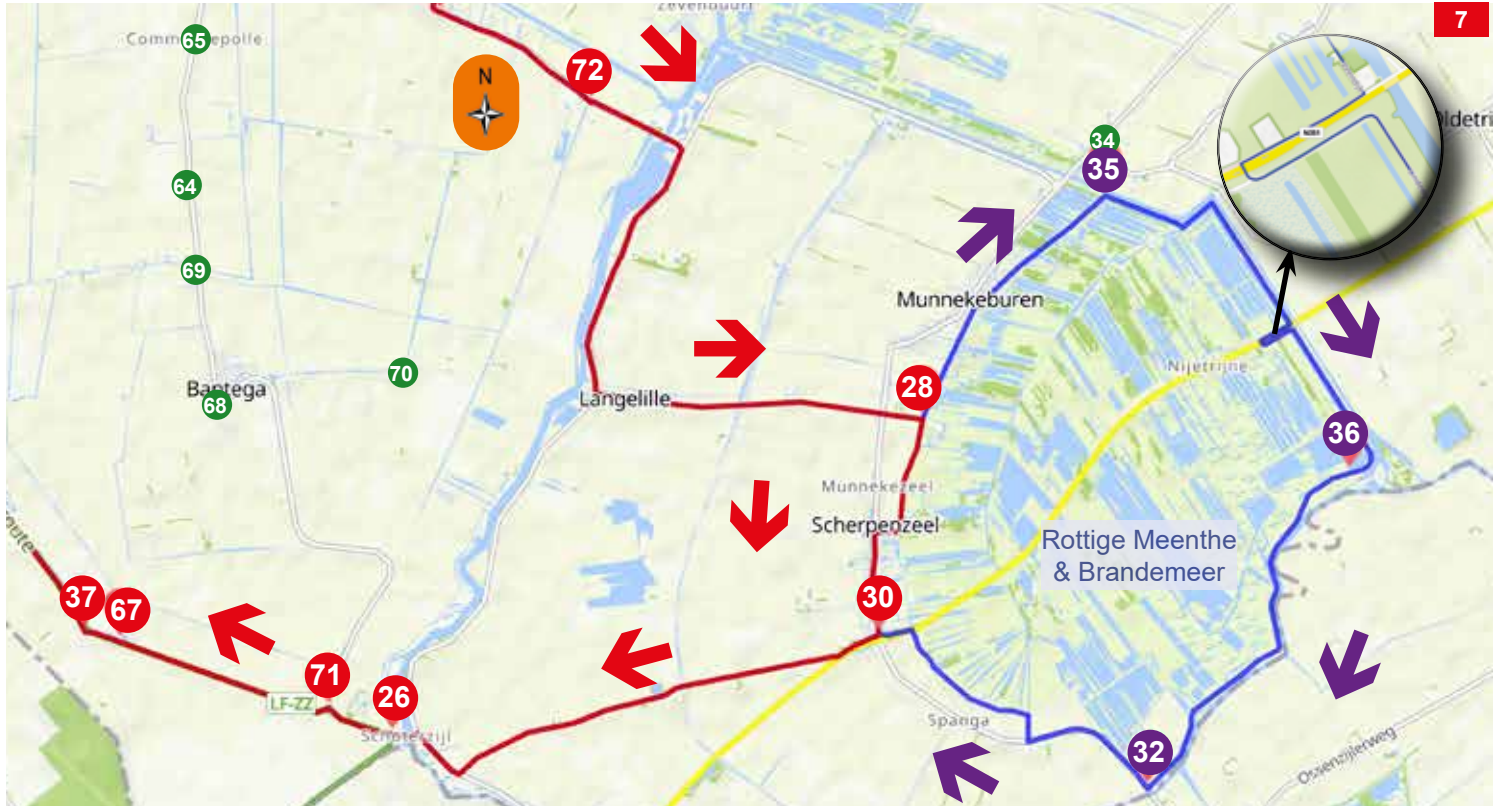 7
65
N
72
34
35
64
69
N351
Munnekeburen
Nijetrijne
70
Bantega
68
Langelille
28
36
Munnekezeel
Scherpenzeel
Rottige Meenthe
& Brandemeer
37
67
30
71
LF-ZZ
26
Schoterzijl
Spanga
32
Ossenzijlerweg